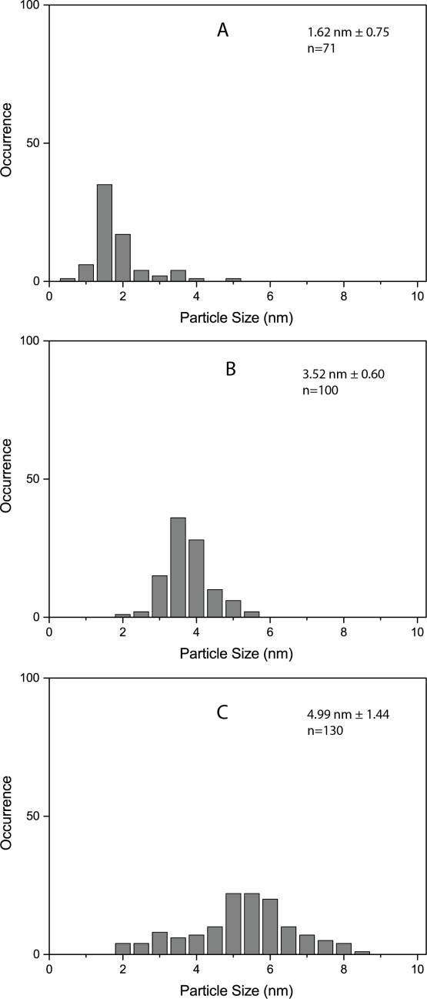 A
1.62 nm ± 0.75
n=71
100
50
0
Occurrence
0 2 4 6 8 10
Particle Size (nm)
B
3.52 nm ± 0.60
n=100
100
50
0
Occurrence
0 2 4 6 8 10
Particle Size (nm)
C
4.99 nm ± 1.44
n=130
100
50
0
Occurrence
0 2 4 6 8 10
Particle Size (nm)